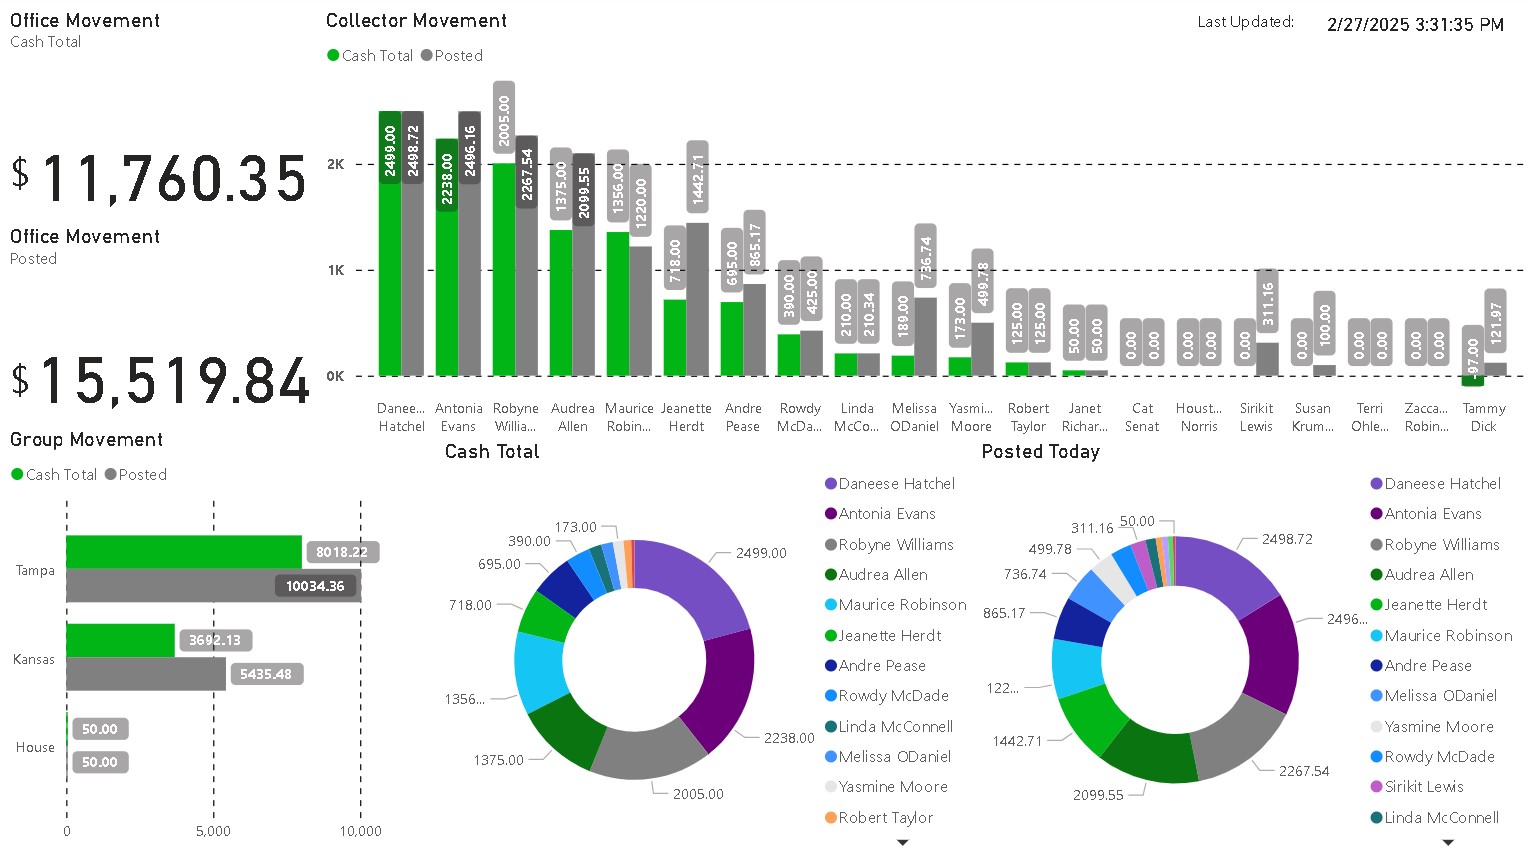 Office Movement
Cash Total
$ 11,760.35
Office Movement
Posted
$ 15,519.84
Collector Movement
Cash Total Posted
Last Updated: 2/27/2025 3:31:35 PM
2K
1K
0K
2499.00 2498.72
2238.00 2496.16
2005.00 2267.54
1375.00 2099.55
1356.00 1220.00
718.00 1442.71
695.00 865.17
390.00 425.00
210.00 210.34
189.00 736.74
173.00 499.78
125.00 125.00
50.00 50.00
0.00 0.00
0.00 0.00
0.00 311.16
0.00 100.00
0.00 0.00
0.00 0.00
-97.00 121.97
Danee... Hatchel
Antonia Evans
Robyne Willia...
Audrea Allen
Maurice Robin...
Jeanette Herdt
Andre Pease
Rowdy McDa...
Linda McCo...
Melissa ODaniel
Yasmi... Moore
Robert Taylor
Janet Richar...
Cat Senat
Houst... Norris
Sirikit Lewis
Susan Krum...
Terri Ohle...
Zacca... Robin...
Tammy Dick
Group Movement
Cash Total Posted
Tampa
8018.22
10034.36
Kansas
3692.13
5435.48
House
50.00
50.00
0 5,000 10,000
Cash Total
173.00
390.00
695.00
718.00
1356...
1375.00
2005.00
2238.00
2499.00
Daneese Hatchel
Antonia Evans
Robyne Williams
Audrea Allen
Maurice Robinson
Jeanette Herdt
Andre Pease
Rowdy McDade
Linda McConnell
Melissa ODaniel
Yasmine Moore
Robert Taylor
Posted Today
50.00
311.16
499.78
736.74
865.17
122...
1442.71
2099.55
2267.54
2496...
2498.72
Daneese Hatchel
Antonia Evans
Robyne Williams
Audrea Allen
Jeanette Herdt
Maurice Robinson
Andre Pease
Melissa ODaniel
Yasmine Moore
Rowdy McDade
Sirikit Lewis
Linda McConnell